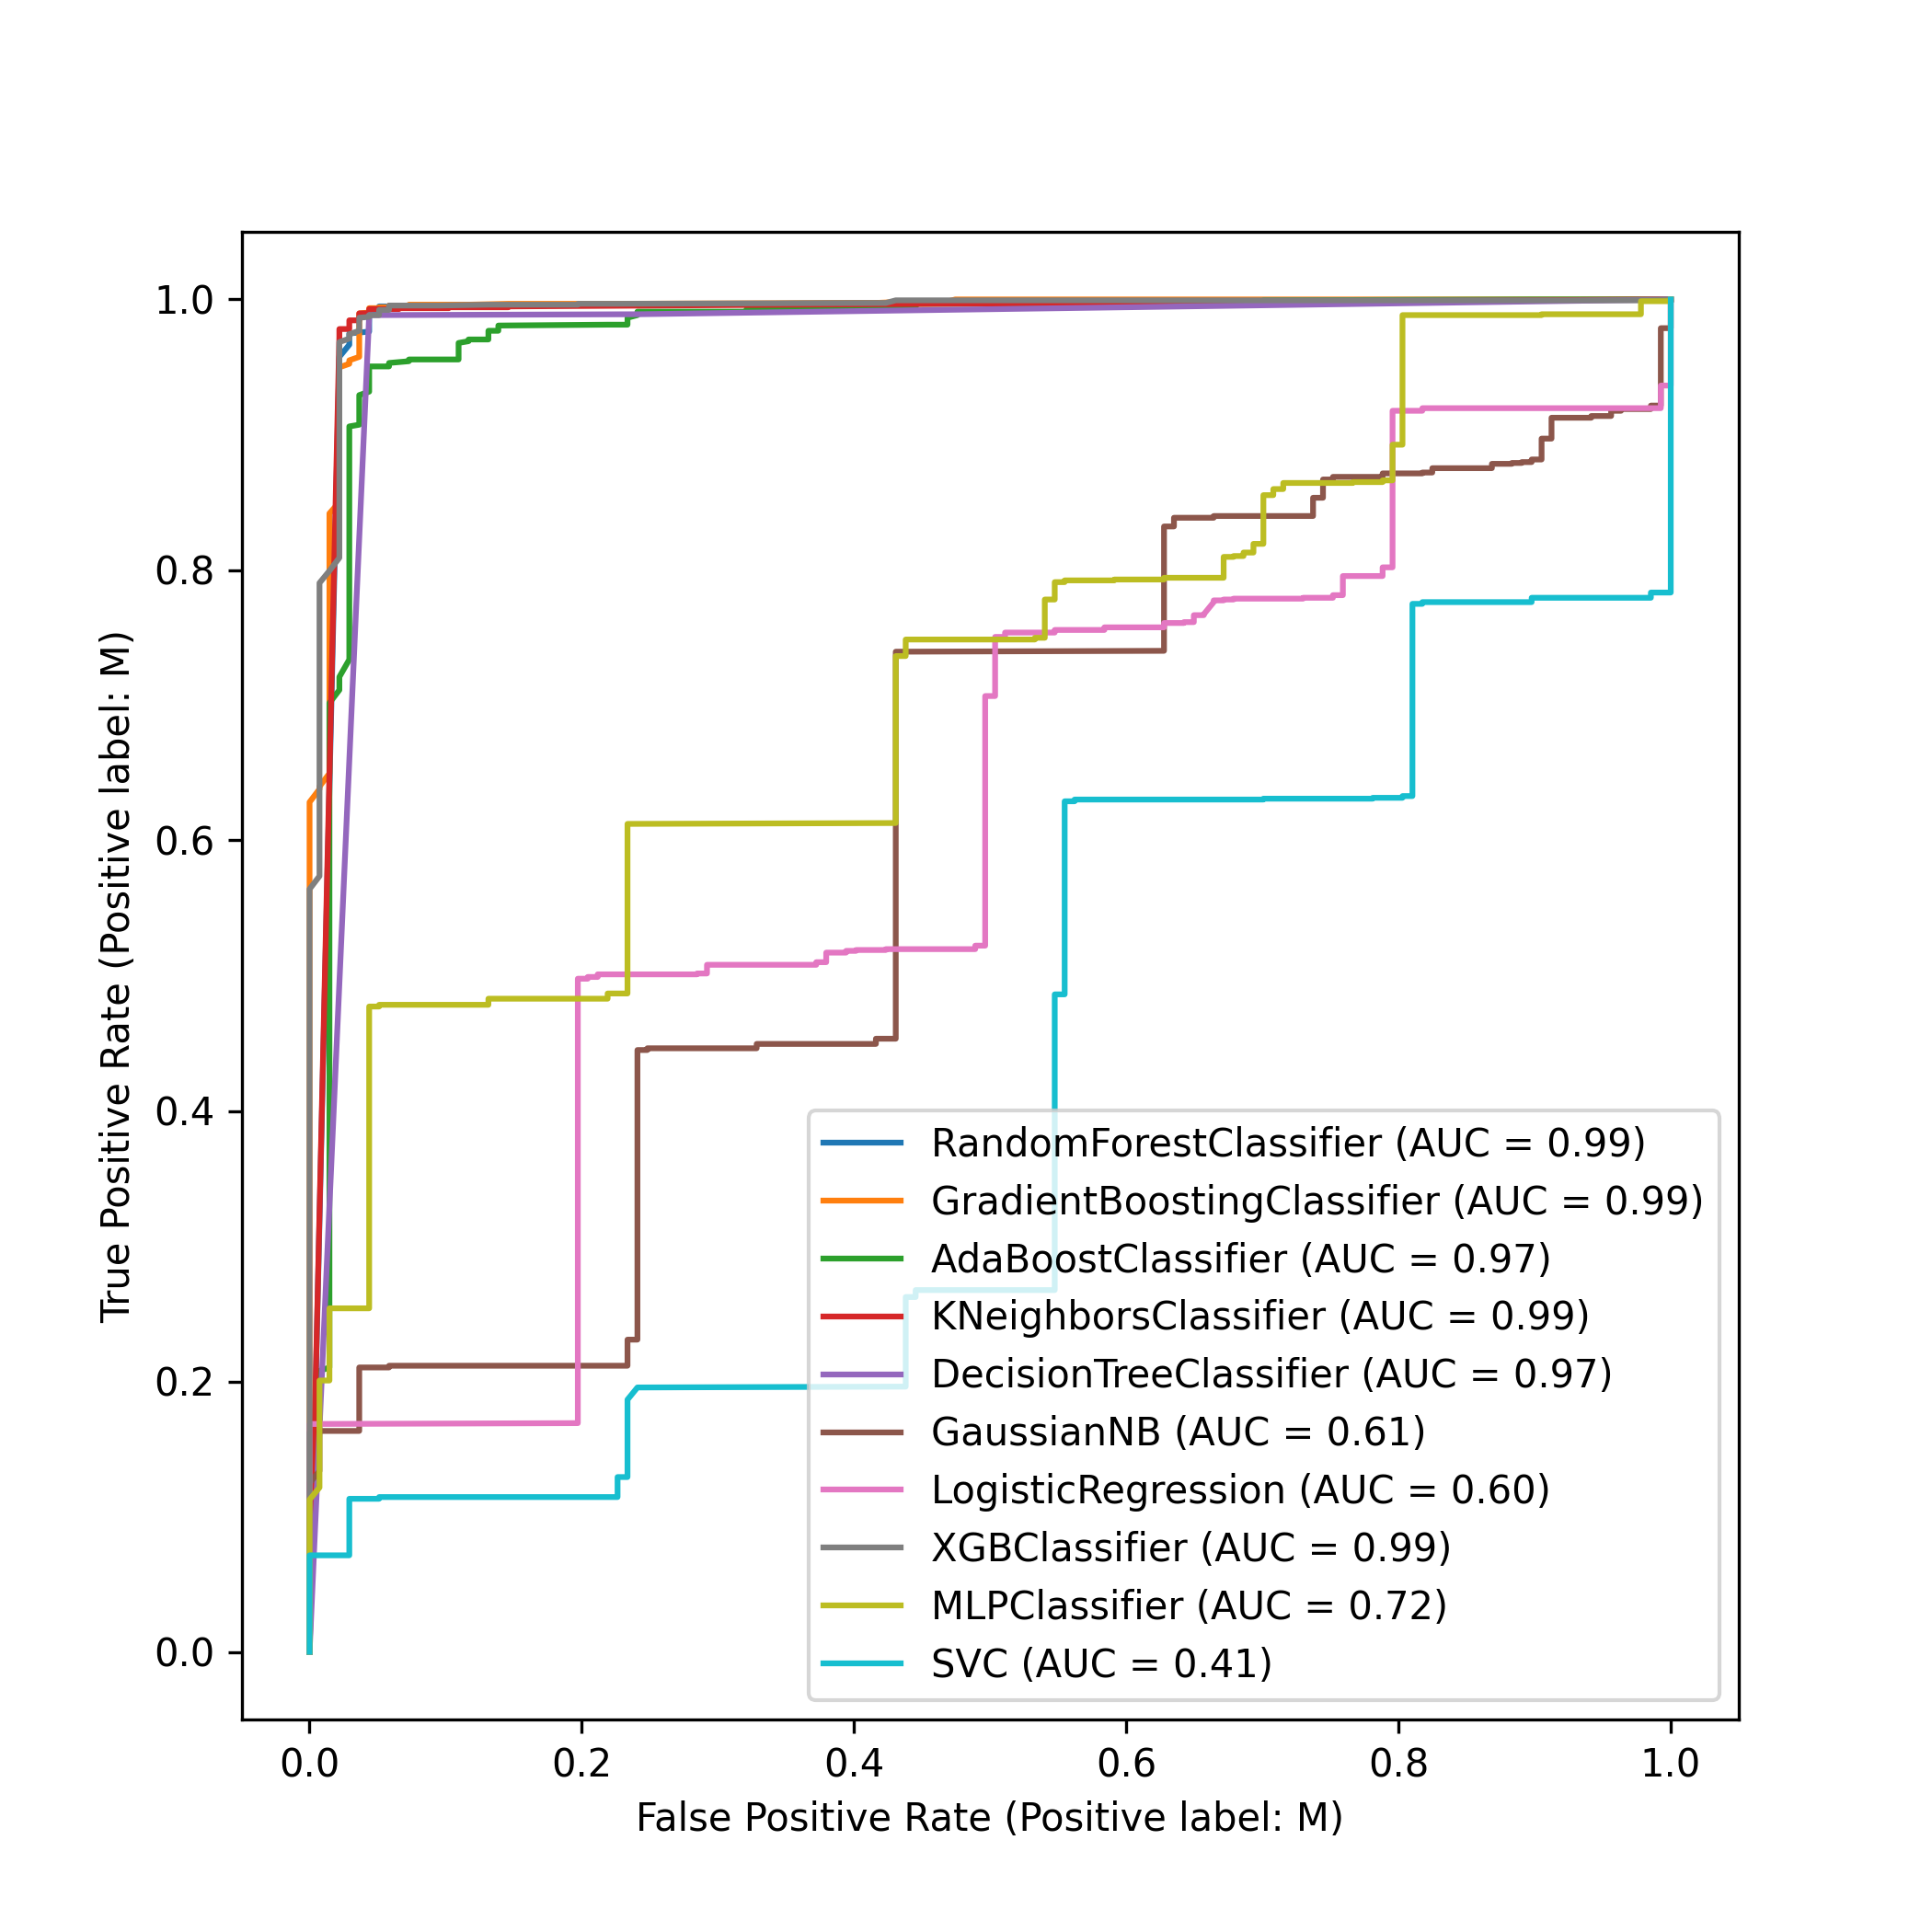 1.0
0.8
0.6
0.4
0.2
0.0
True Positive Rate (Positive label: M)
RandomForestClassifier (AUC = 0.99)
GradientBoostingClassifier (AUC = 0.99)
AdaBoostClassifier (AUC = 0.97)
KNeighborsClassifier (AUC = 0.99)
DecisionTreeClassifier (AUC = 0.97)
GaussianNB (AUC = 0.61)
LogisticRegression (AUC = 0.60)
XGBClassifier (AUC = 0.99)
MLPClassifier (AUC = 0.72)
SVC (AUC = 0.41)
0.0 0.2 0.4 0.6 0.8 1.0
False Positive Rate (Positive label: M)